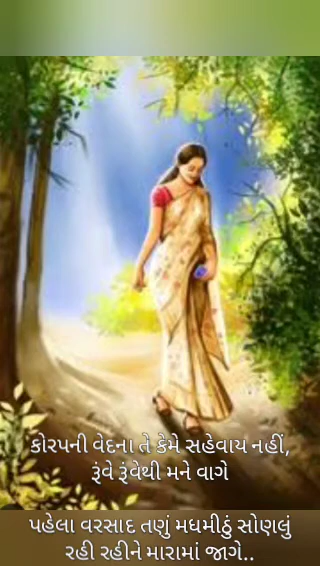 કોરપની વેદના તે કેમે સહેવાય નહીં,
રૂંવે રૂંવેથી મને વાગે
પહેલા વરસાદ તણું મધમીઠું સોણલું
રહી રહીને મારામાં જાગે..